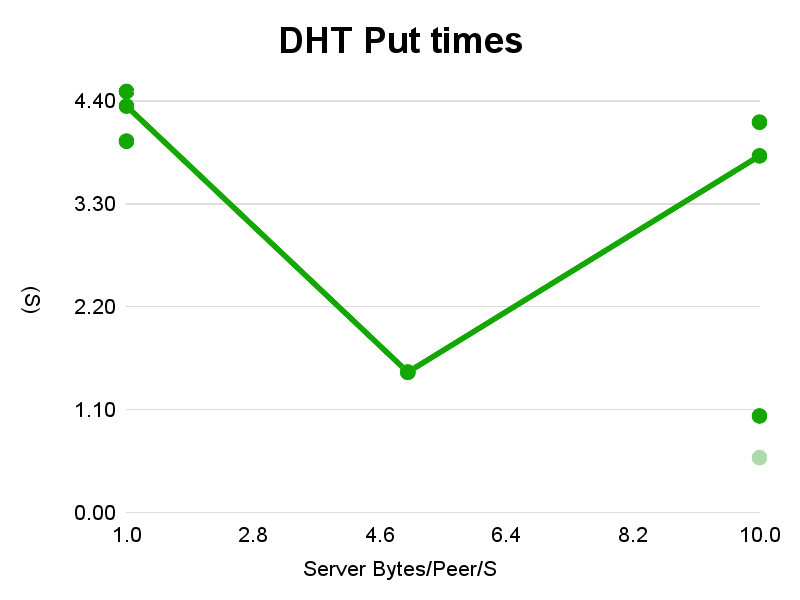 DHT Put times
4.40
3.30
2.20
1.10
0.00
(S)
1.0 2.8 4.6 6.4 8.2 10.0
Server Bytes/Peer/S